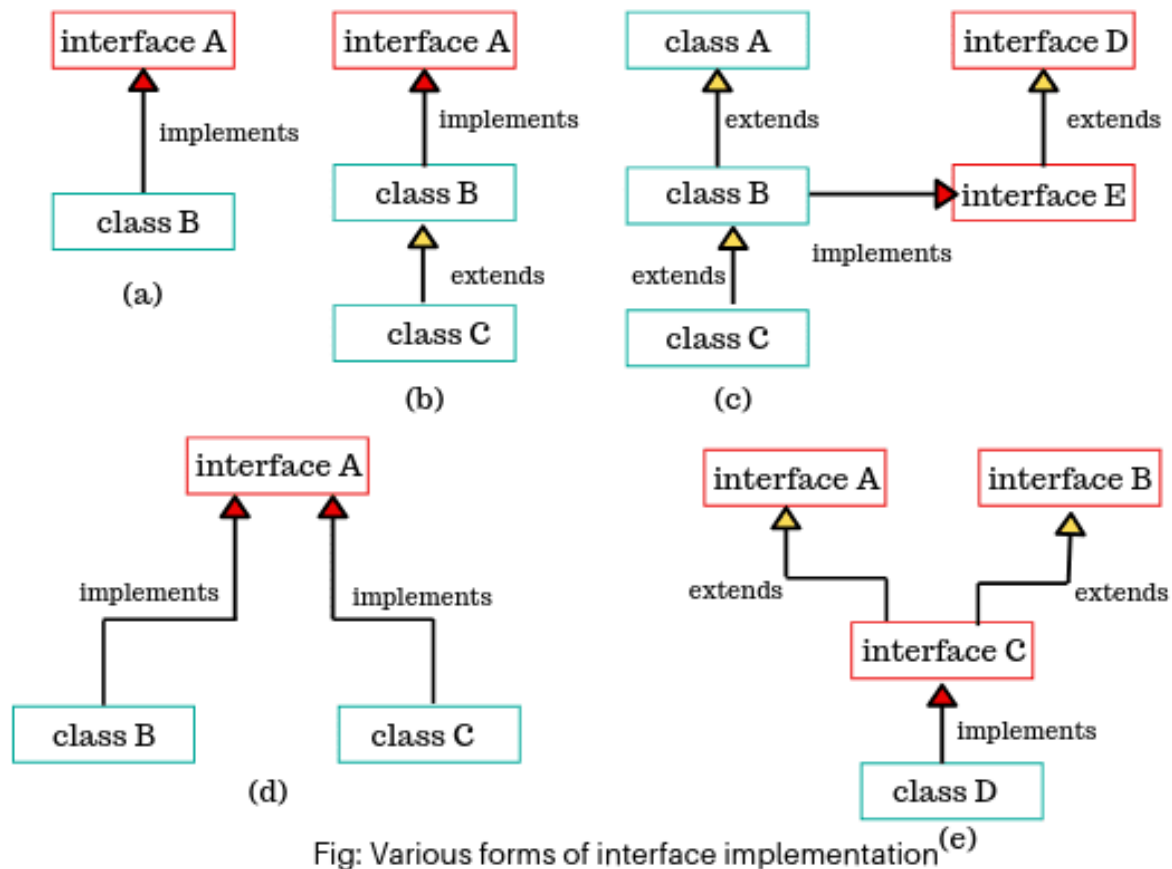 interface A
implements
class B
(a)
interface A
implements
class B
extends
class C
(b)
class A
extends
class B
extends
class C
(c)
interface D
extends
interface E
implements
interface A
implements
implements
class B
class C
(d)
interface A
interface B
extends
extends
interface C
implements
class D
(e)
Fig: Various forms of interface implementation